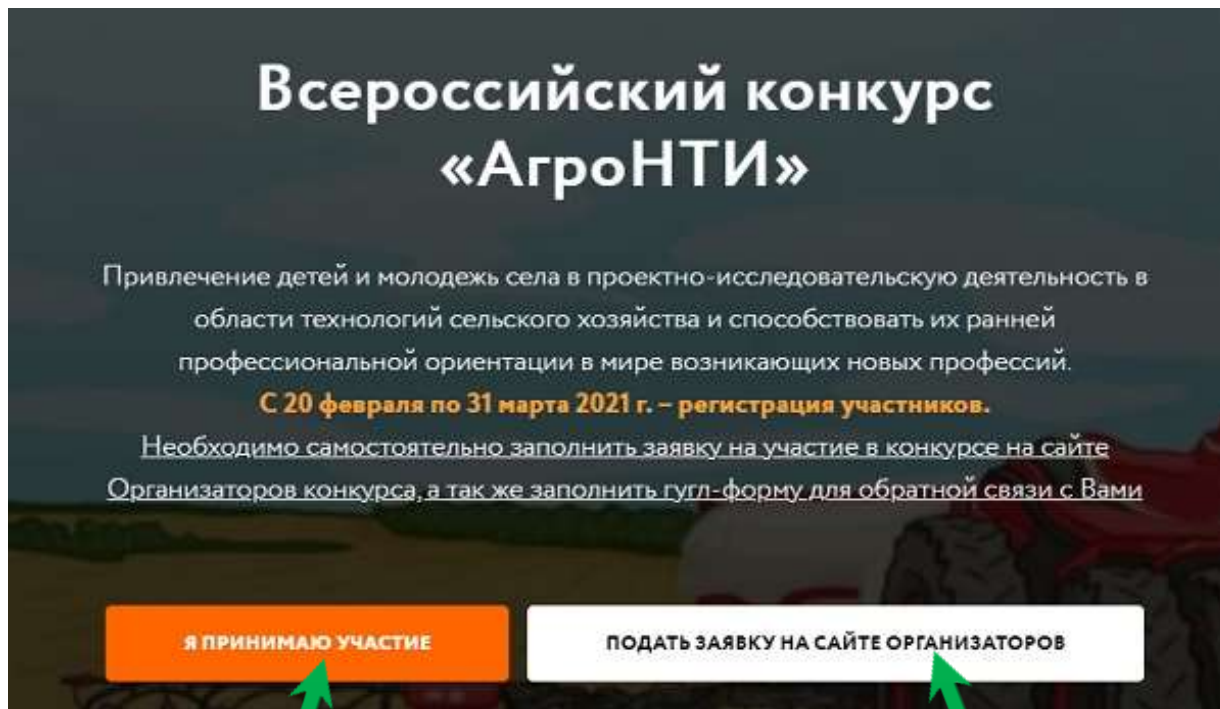 Всероссийский конкурс
«АгроНТИ»
Привлечение детей и молодежь села в проектно-исследовательскую деятельность в
области технологий сельского хозяйства и способствовать их ранней
профессиональной ориентации в мире возникающих новых профессий.
С 20 февраля по 31 марта 2021 г. – регистрация участников.
Необходимо самостоятельно заполнить заявку на участие в конкурсе на сайте
Организаторов конкурса, а так же заполнить гугл-форму для обратной связи с Вами
Я ПРИНИМАЮ УЧАСТИЕ
ПОДАТЬ ЗАЯВКУ НА САЙТЕ ОРГАНИЗАТОРОВ